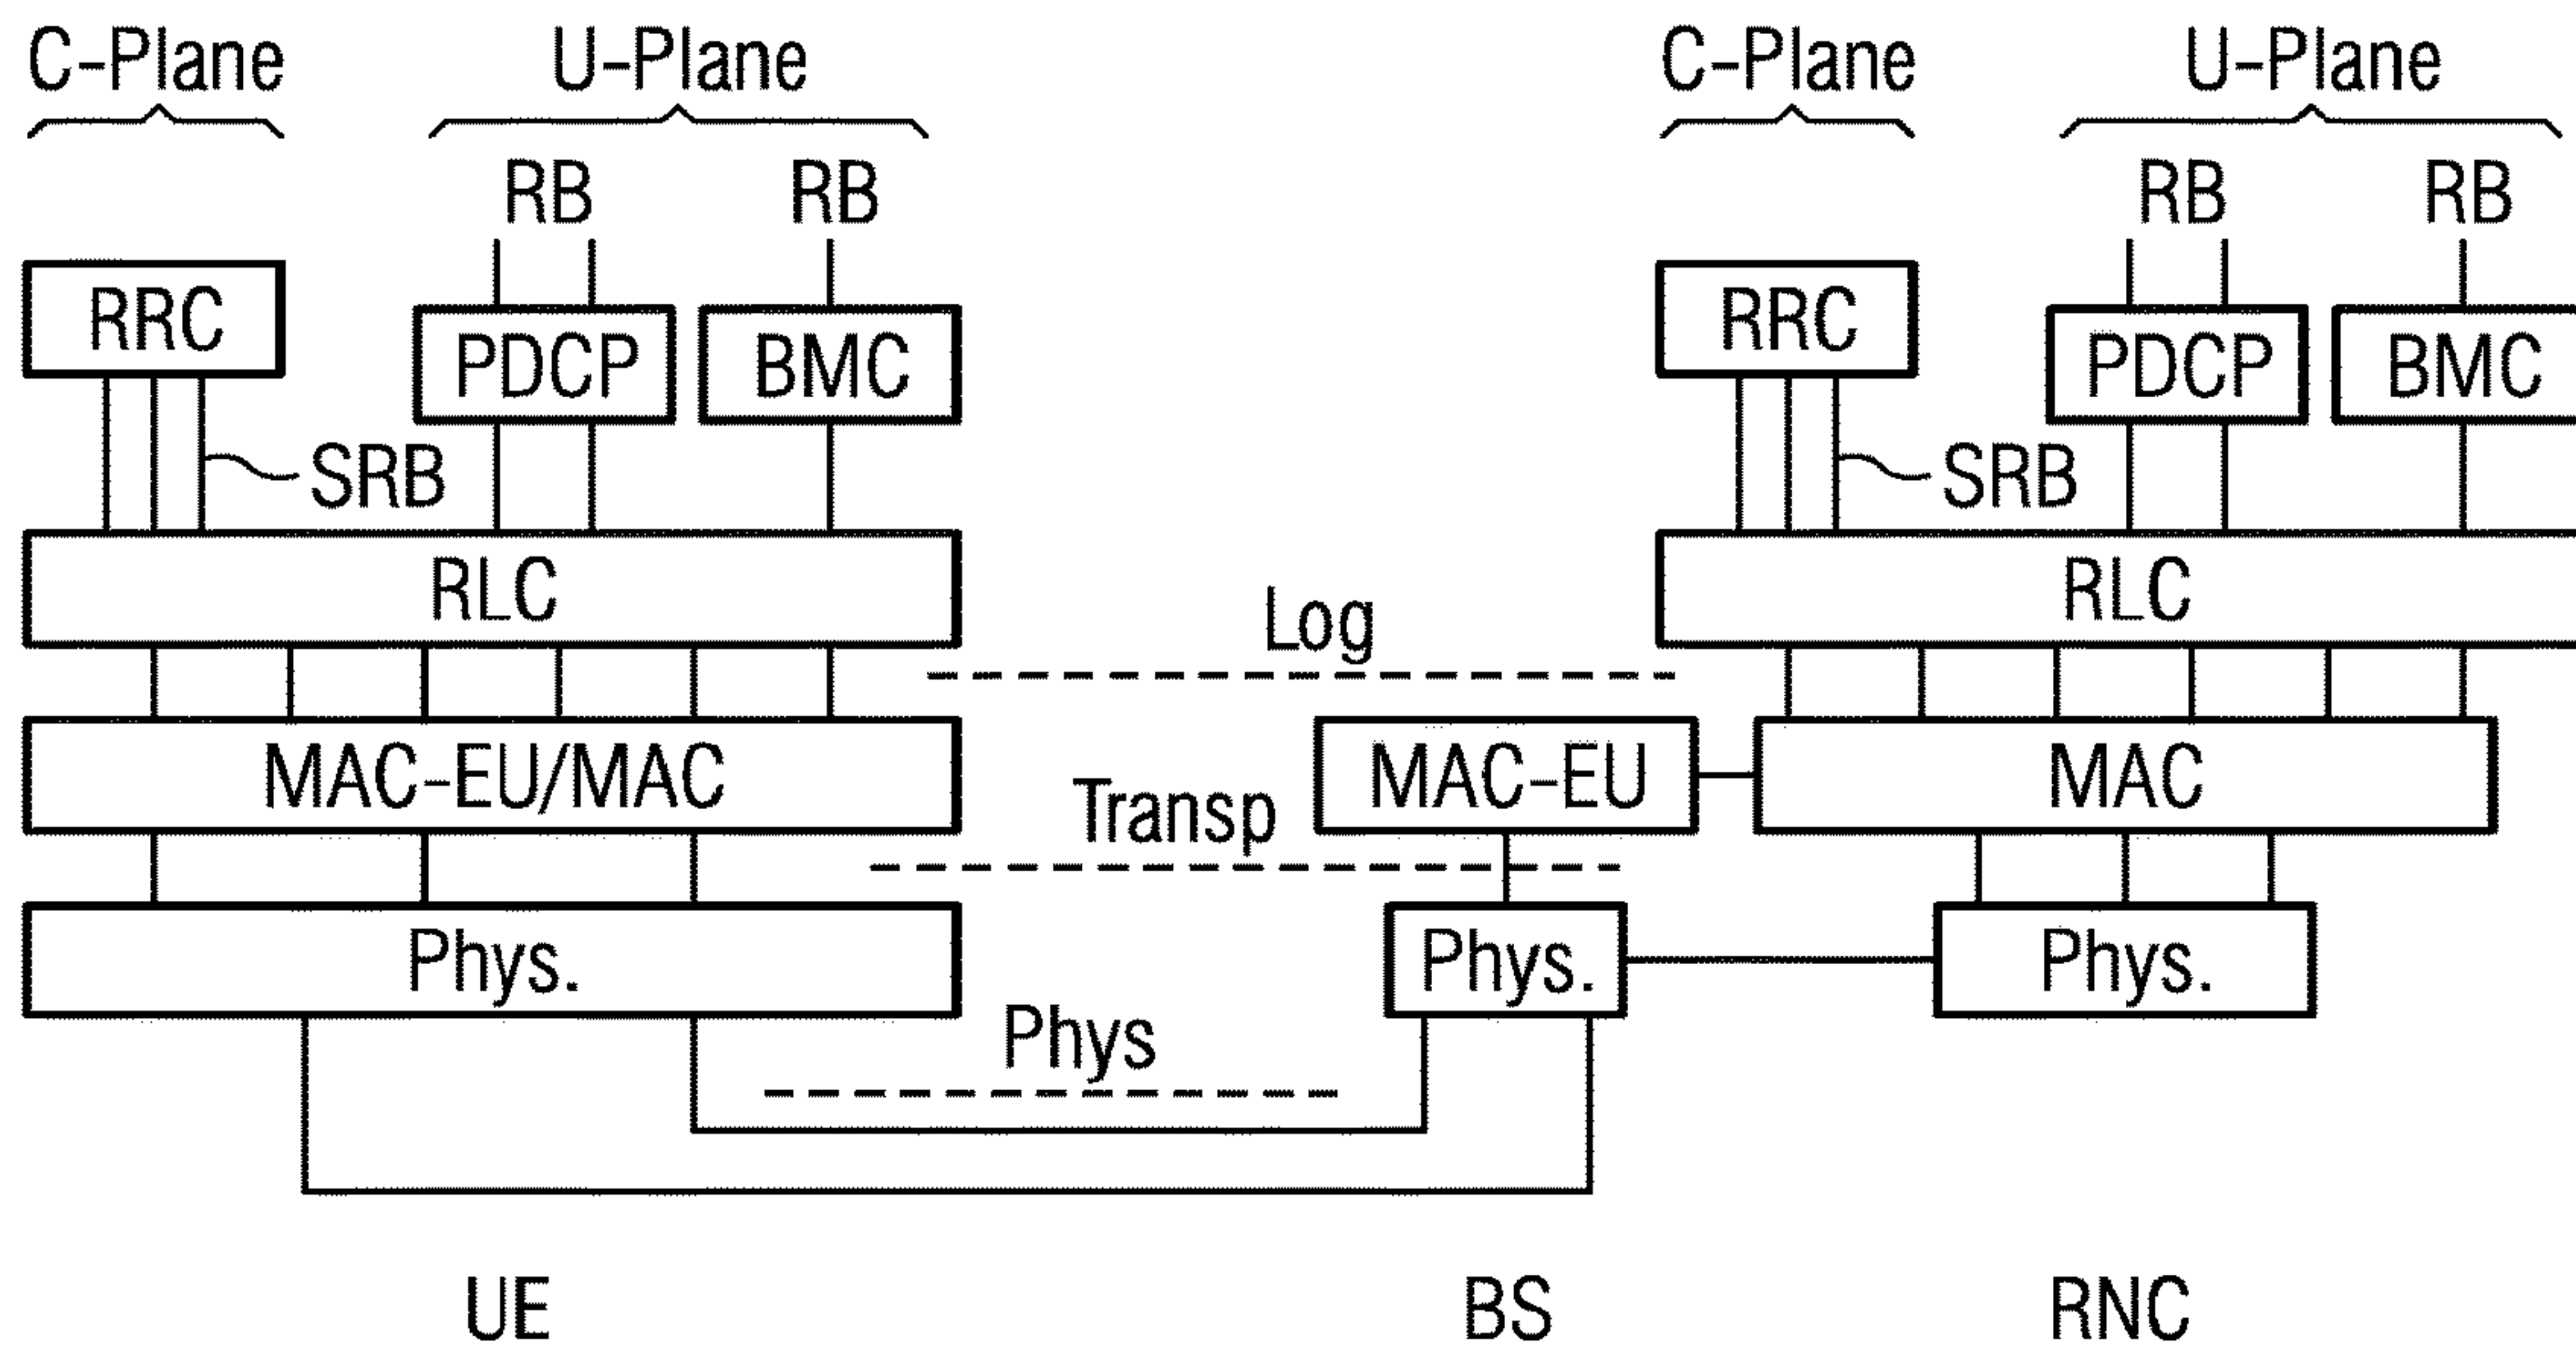 C-Plane U-Plane C-Plane U-Plane
RB RB RB RB
RRC RRC
PDCP BMC PDCP BMC
SRB SRB
RLC RLC
Log
MAC-EU/MAC MAC-EU MAC
Transp
Phys. Phys. Phys.
Phys
UE BS RNC